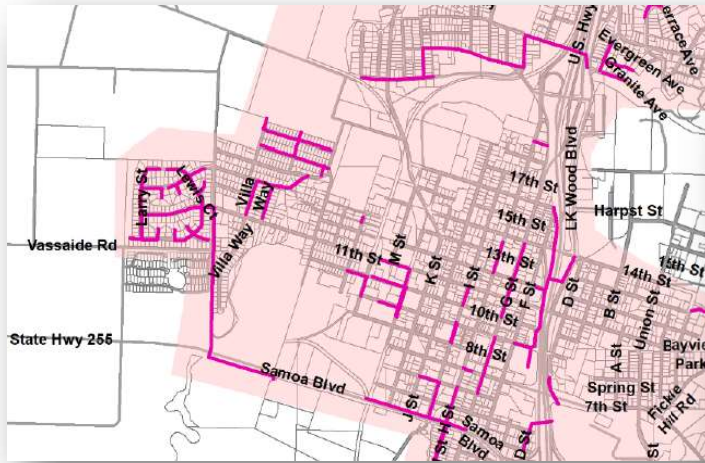 U.S. Hwy
Terrace Ave
Evergreen Ave
Granite Ave
LK Wood Blvd
17th St
Larry St
Lewis Ct
Villa
Way
15th St
Harpst St
Vassaide Rd
Villa Way
11th St
M St
K St
I St
13th St
G St
F St
D St
14th St
15th St
B St
Union St
10th St
State Hwy 255
8th St
A St
Bayvie
Park
Samoa Blvd
Spring St
7th St
Fickle
Hill Rd
J St
H St
I St
Samoa
Blvd
D St
St